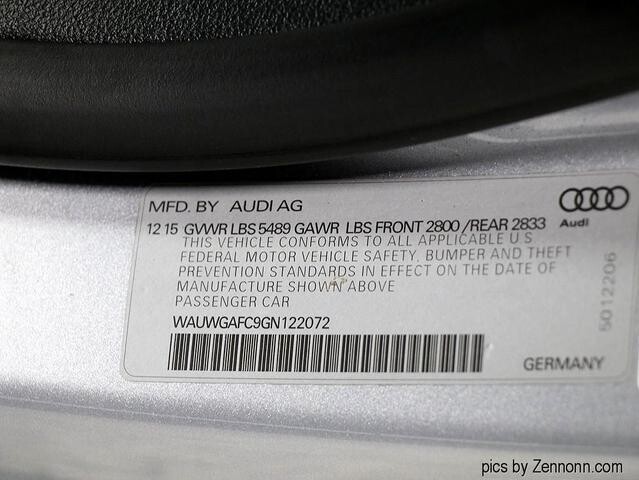 MFD. BY AUDI AG
12 15 GVWR LBS 5489 GAWR LBS FRONT 2800 /REAR 2833
Audi
THIS VEHICLE CONFORMS TO ALL APPLICABLE U S
FEDERAL MOTOR VEHICLE SAFETY, BUMPER AND THEFT
PREVENTION STANDARDS IN EFFECT ON THE DATE OF
MANUFACTURE SHOWN ABOVE
PASSENGER CAR
WAUWGAFC9GN122072
5012206
GERMANY
pics by Zennonn.com